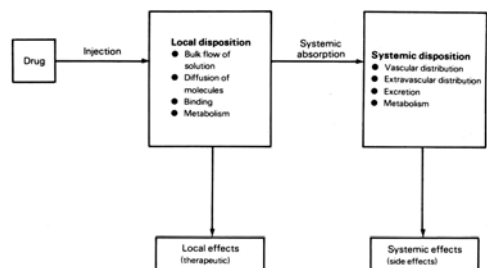 Drug
Injection
Local disposition
● Bulk flow of
solution
● Diffusion of
molecules
● Binding
● Metabolism
Systemic
absorption
Systemic disposition
● Vascular distribution
● Extravascular distribution
● Excretion
● Metabolism
Local effects
(therapeutic)
Systemic effects
(side effects)